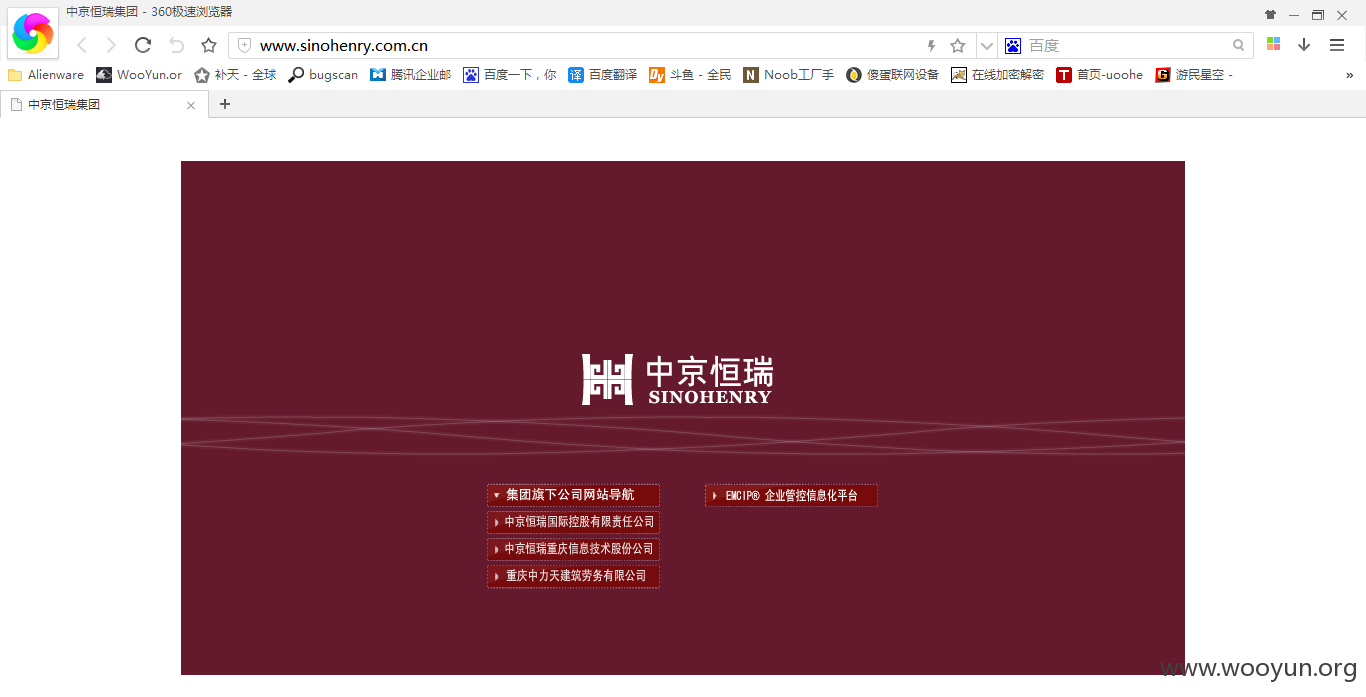 中京恒瑞集团 - 360极速浏览器
www.sinohenry.com.cn
百度
Alienware WooYun.or 补天 - 全球 bugscan 腾讯企业邮 百度一下，你 百度翻译 斗鱼 - 全民 Noob工厂手 傻蛋联网设备 在线加密解密 首页-uoohe 游民星空 - »
中京恒瑞集团
中京恒瑞
SINOHENRY
集团旗下公司网站导航
EMCIP® 企业管控信息化平台
中京恒瑞国际控股有限责任公司
中京恒瑞重庆信息技术股份公司
重庆中力天建筑劳务有限公司
www.wooyun.org